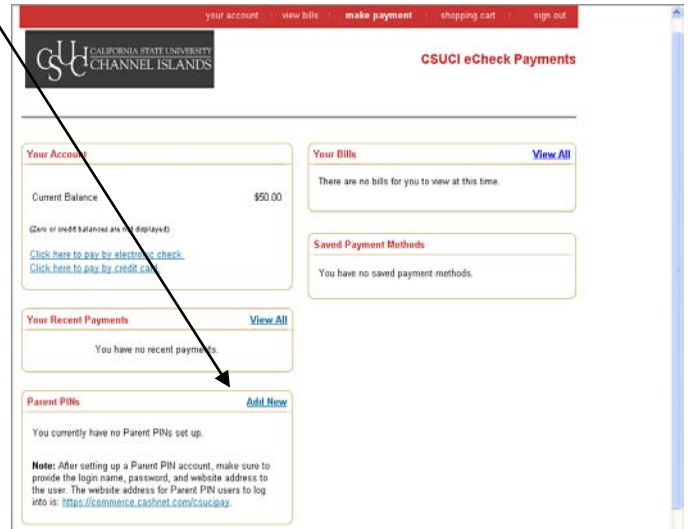 your account view bills make payment shopping cart sign out
CSUCI
CALIFORNIA STATE UNIVERSITY
CHANNEL ISLANDS
CSUCI eCheck Payments
Your Account
Current Balance $50.00
(Zero or credit balances are not displayed)
Click here to pay by electronic check.
Click here to pay by credit card.
Your Bills View All
There are no bills for you to view at this time.
Saved Payment Methods
You have no saved payment methods.
Your Recent Payments View All
You have no recent payments.
Parent PINs Add New
You currently have no Parent PINs set up.
Note: After setting up a Parent PIN account, make sure to
provide the login name, password, and website address to
the user. The website address for Parent PIN users to log
into is: https://commerce.cashnet.com/csucipay.